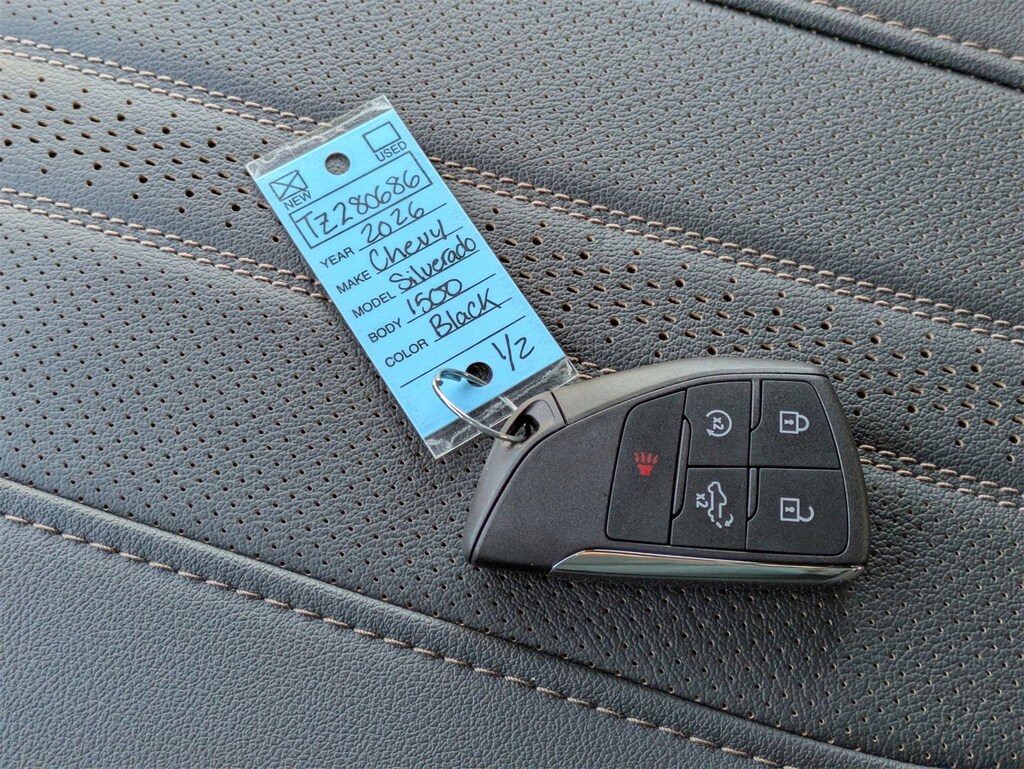 NEW USED
TZ280686
YEAR 2026
MAKE Chevy
MODEL Silverado
BODY 1500
COLOR Black
1/2
x2
x2